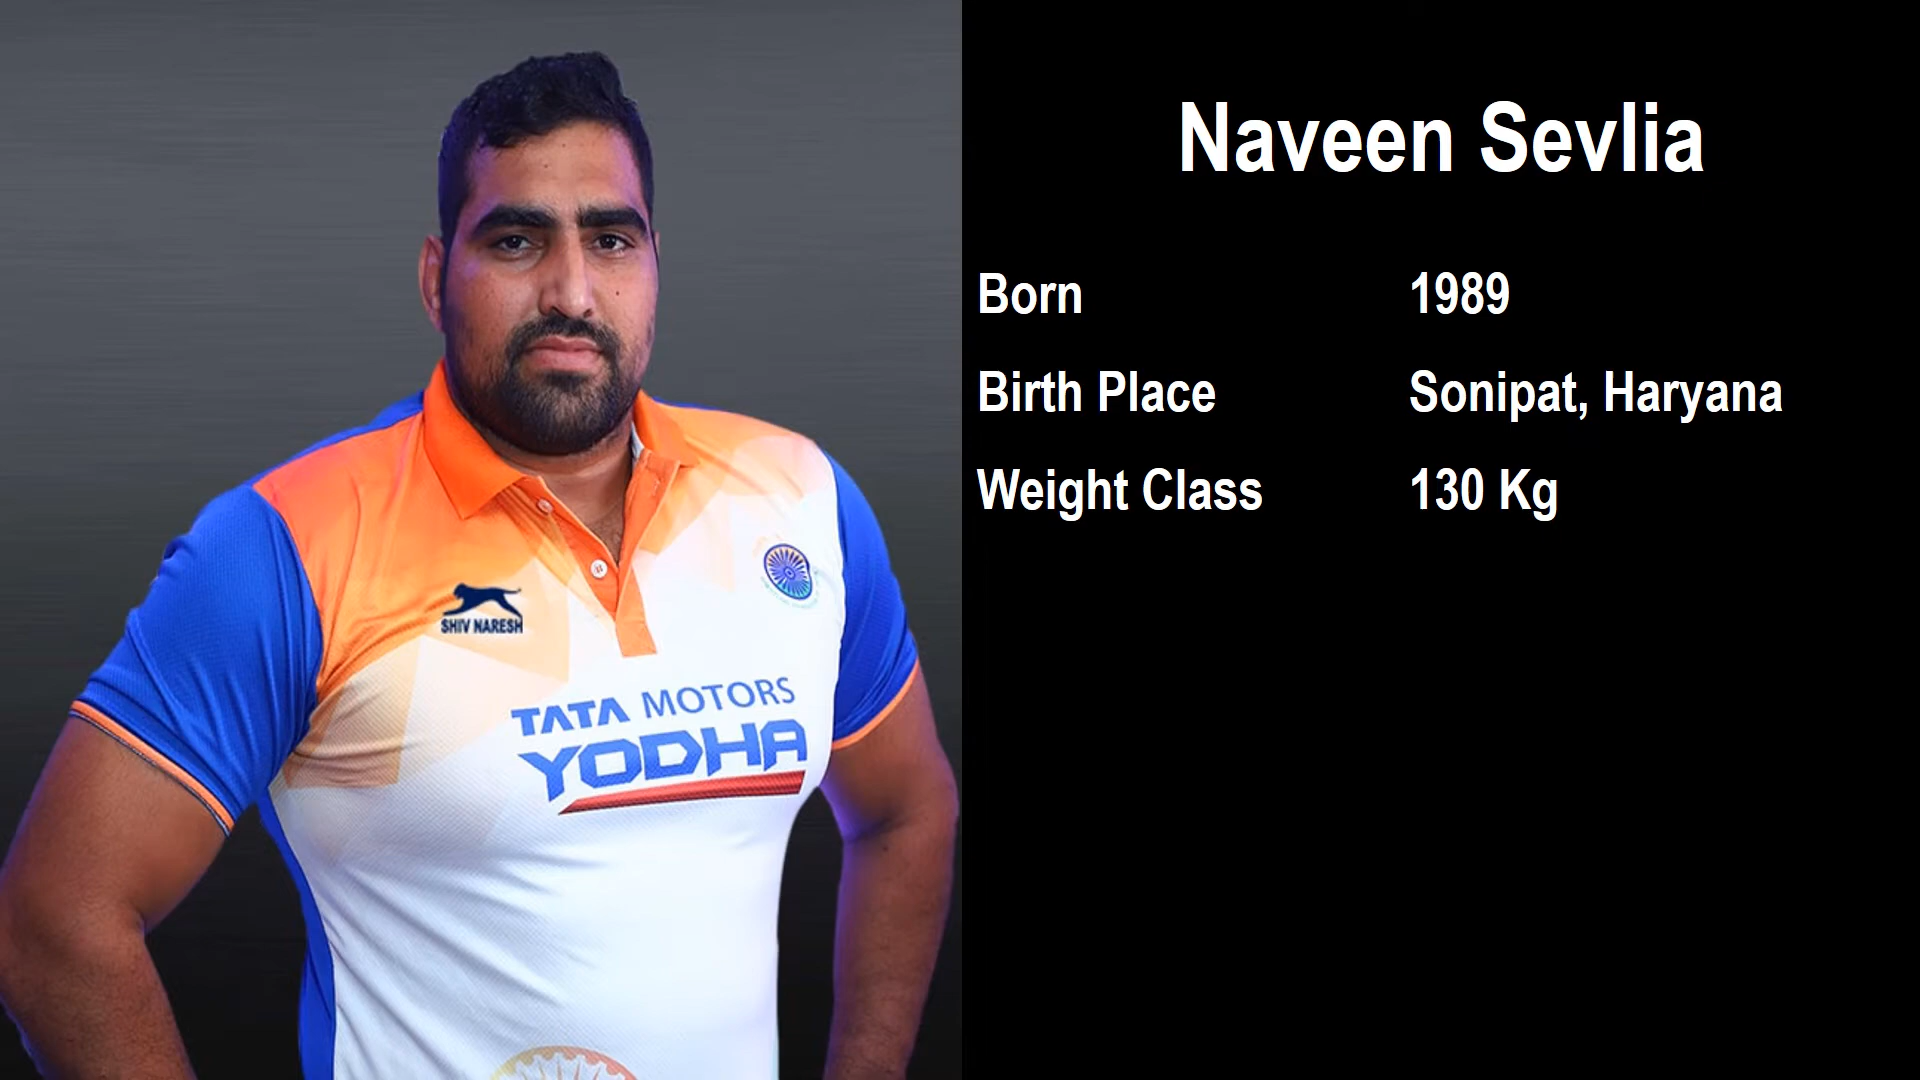 Naveen Sevlia
Born 1989
Birth Place Sonipat, Haryana
Weight Class 130 Kg
SHIV NARESH
TATA MOTORS
YODHA